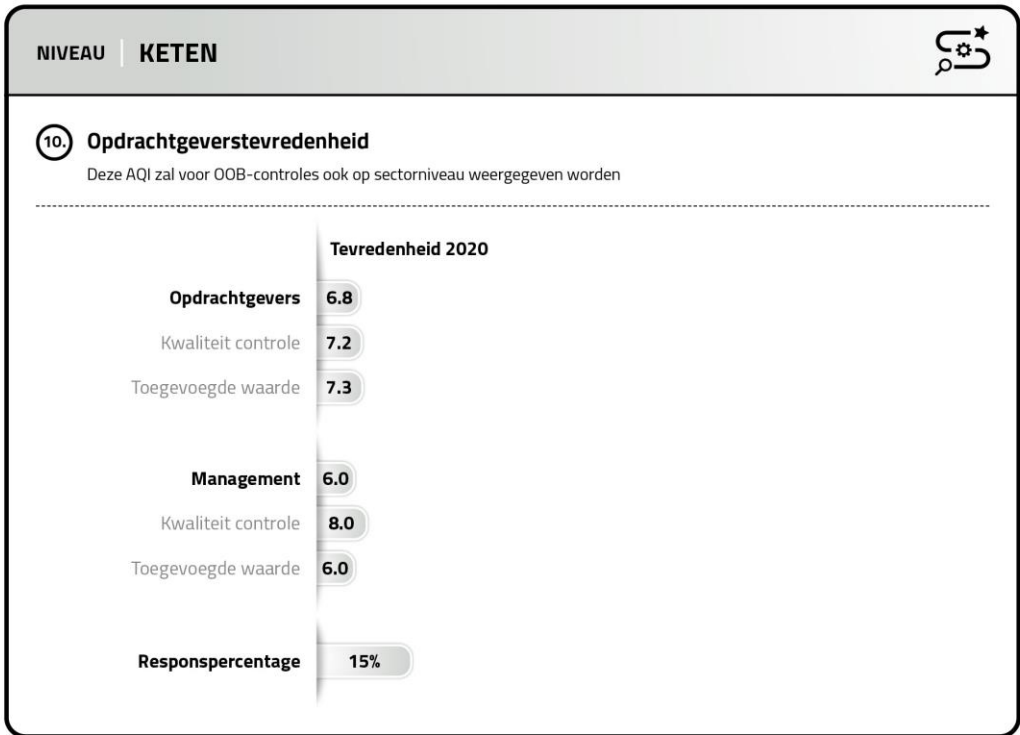 NIVEAU KETEN
10. Opdrachtgeverstevredenheid
Deze AQI zal voor OOB-controles ook op sectorniveau weergegeven worden
Tevredenheid 2020
Opdrachtgevers 6.8
Kwaliteit controle 7.2
Toegevoegde waarde 7.3
Management 6.0
Kwaliteit controle 8.0
Toegevoegde waarde 6.0
Responspercentage 15%